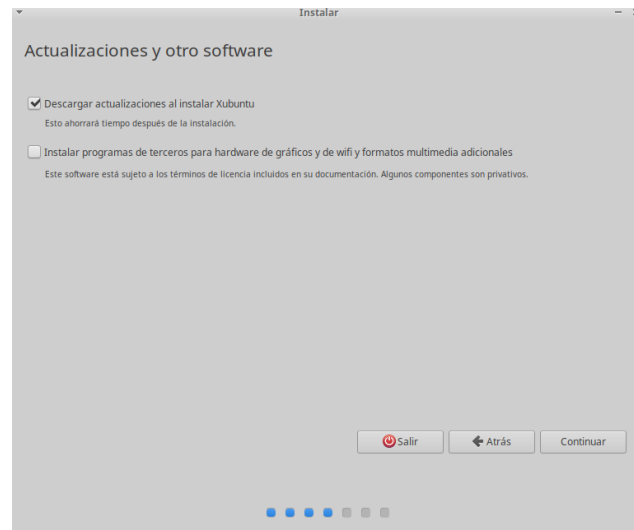 Instalar
Actualizaciones y otro software
Descargar actualizaciones al instalar Xubuntu
Esto ahorrará tiempo después de la instalación.
Instalar programas de terceros para hardware de gráficos y de wifi y formatos multimedia adicionales
Este software está sujeto a los términos de licencia incluidos en su documentación. Algunos componentes son privativos.
Salir
Atrás
Continuar